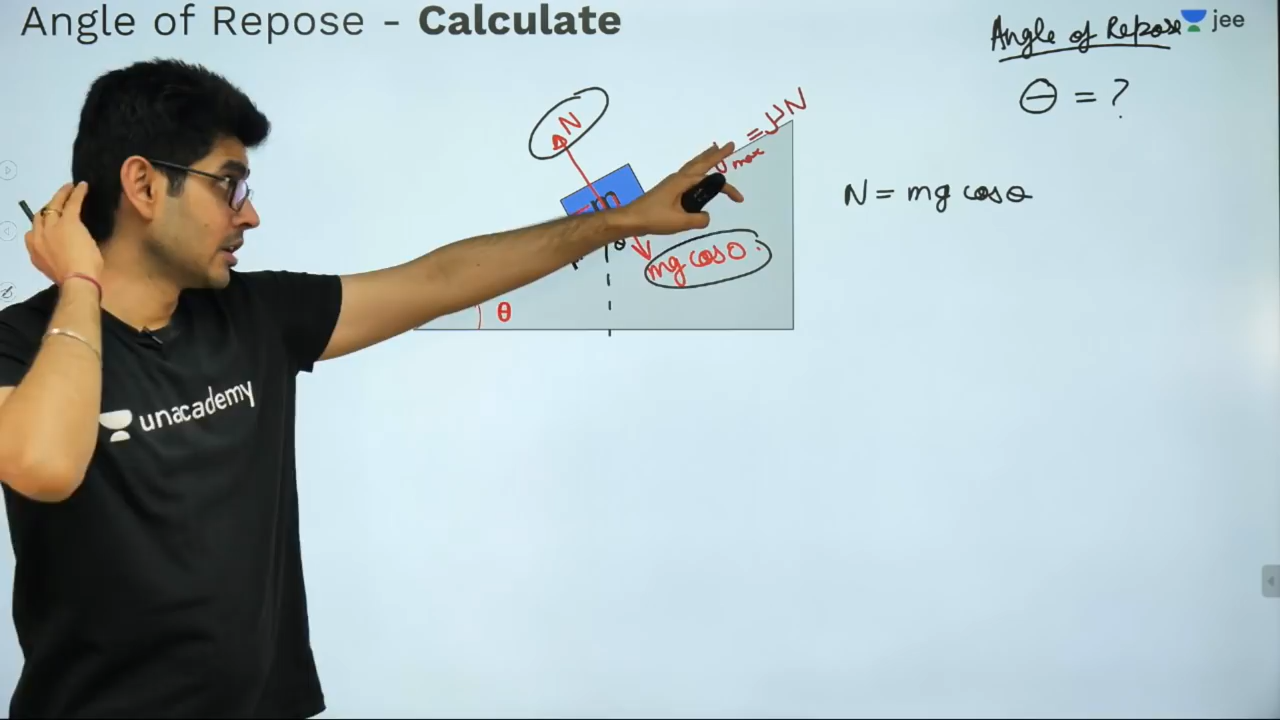 Angle of Repose - Calculate
Angle of Repose
jee
θ = ?
N
= μN
max
m
N = mg cosθ
θ
mg cosθ
θ
unacademy